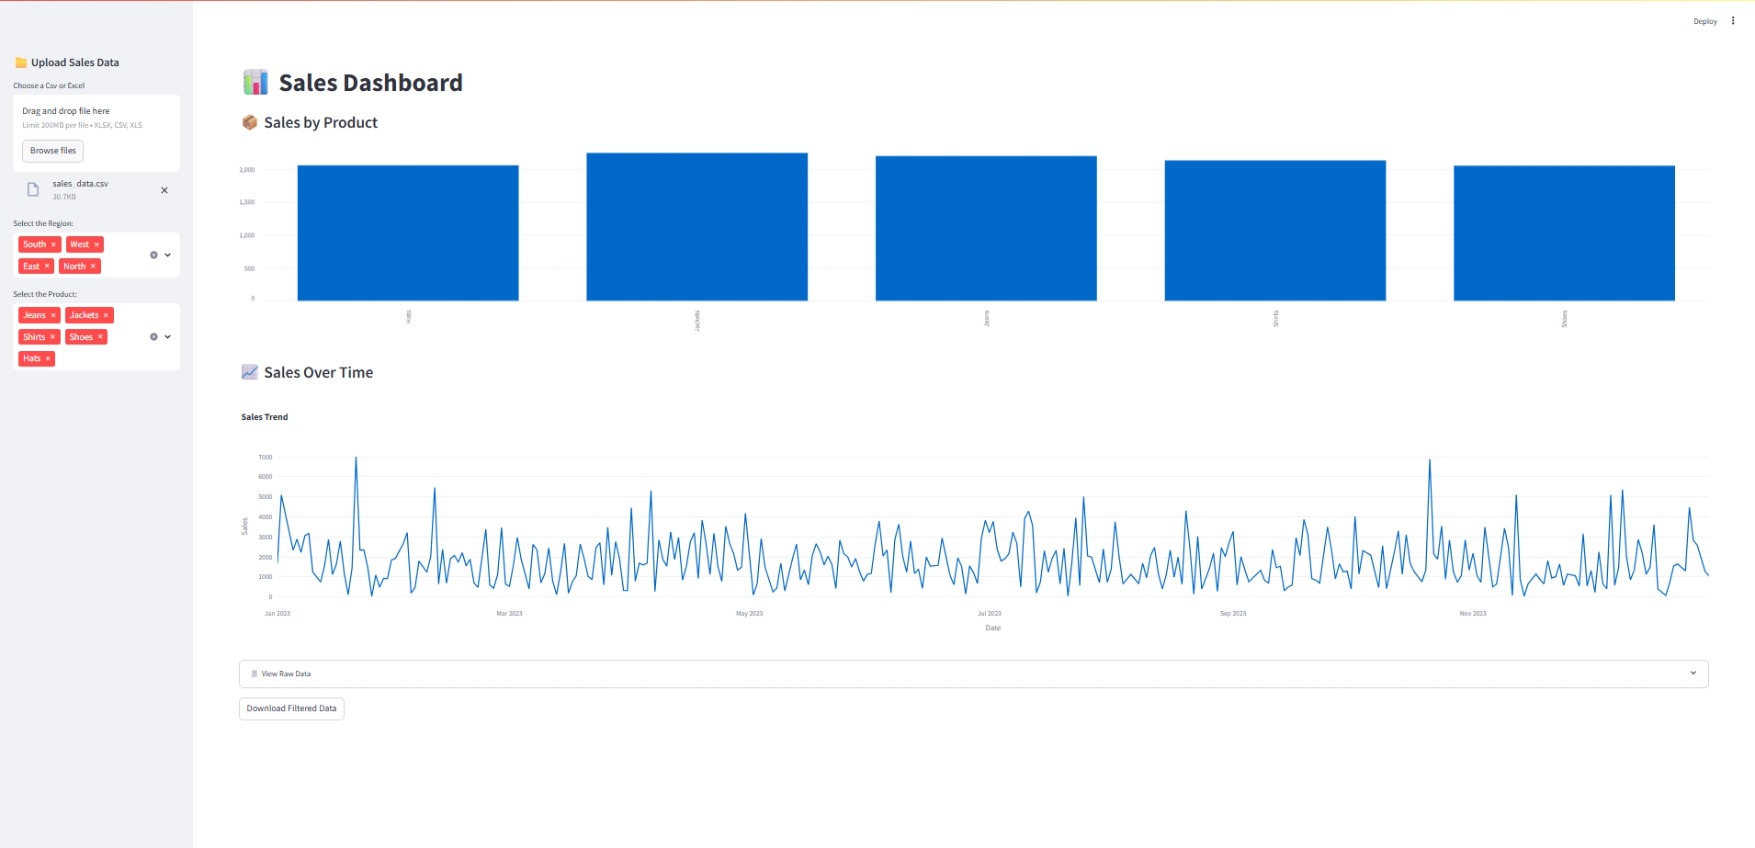 Deploy
Upload Sales Data
Choose a Csv or Excel
Drag and drop file here
Limit 200MB per file • XLSX, CSV, XLS
Browse files
sales_data.csv
30.7KB
Select the Region:
South × West ×
East × North ×
Select the Product:
Jeans × Jackets ×
Shirts × Shoes ×
Hats ×
Sales Dashboard
Sales by Product
2,000
1,500
1,000
500
0
Hats
Jackets
Jeans
Shirts
Shoes
Sales Over Time
Sales Trend
7000
6000
5000
4000
3000
2000
1000
0
Sales
Jan 2023
Mar 2023
May 2023
Jul 2023
Sep 2023
Nov 2023
Date
View Raw Data
Download Filtered Data